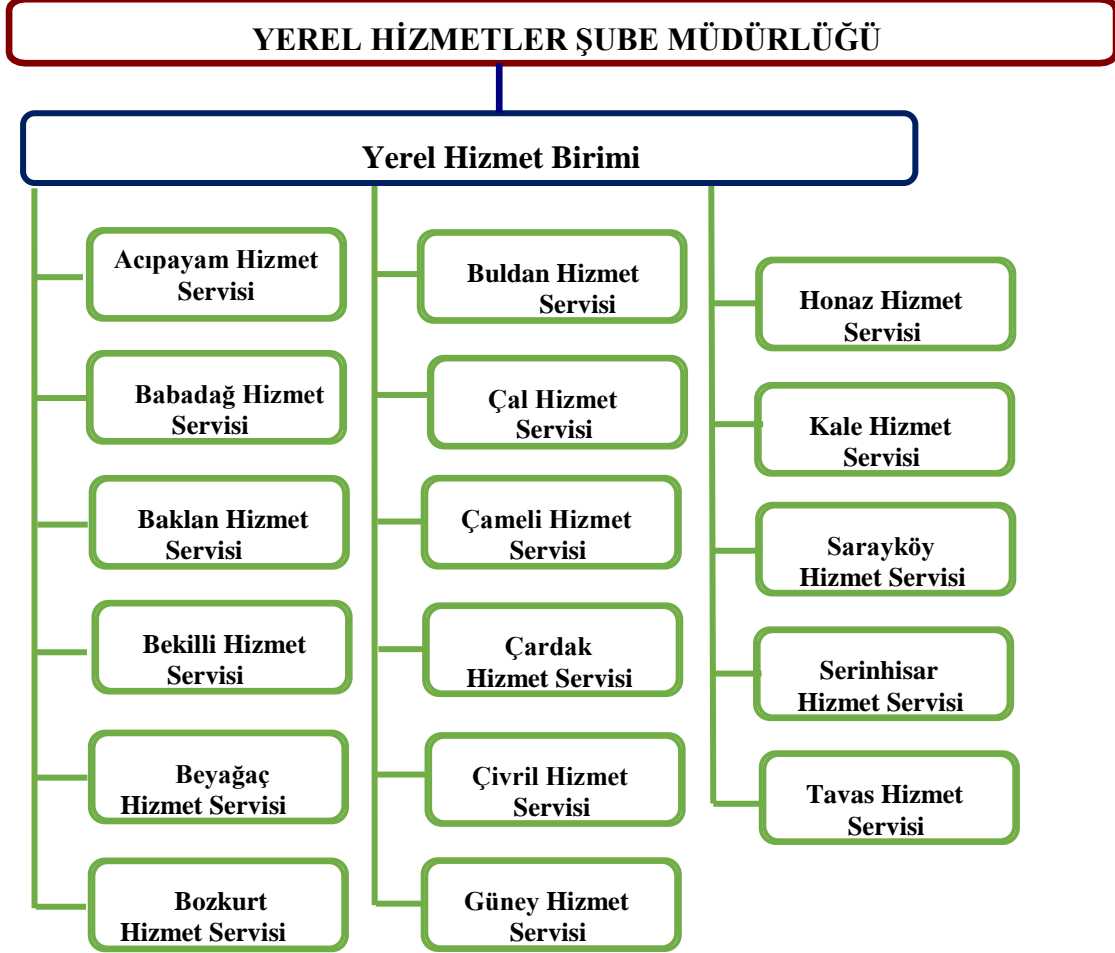 YEREL HİZMETLER ŞUBE MÜDÜRLÜĞÜ
Yerel Hizmet Birimi
Acıpayam Hizmet
Servisi
Babadağ Hizmet
Servisi
Baklan Hizmet
Servisi
Bekilli Hizmet
Servisi
Beyağaç
Hizmet Servisi
Bozkurt
Hizmet Servisi
Buldan Hizmet
Servisi
Çal Hizmet
Servisi
Çameli Hizmet
Servisi
Çardak
Hizmet Servisi
Çivril Hizmet
Servisi
Güney Hizmet
Servisi
Honaz Hizmet
Servisi
Kale Hizmet
Servisi
Sarayköy
Hizmet Servisi
Serinhisar
Hizmet Servisi
Tavas Hizmet
Servisi